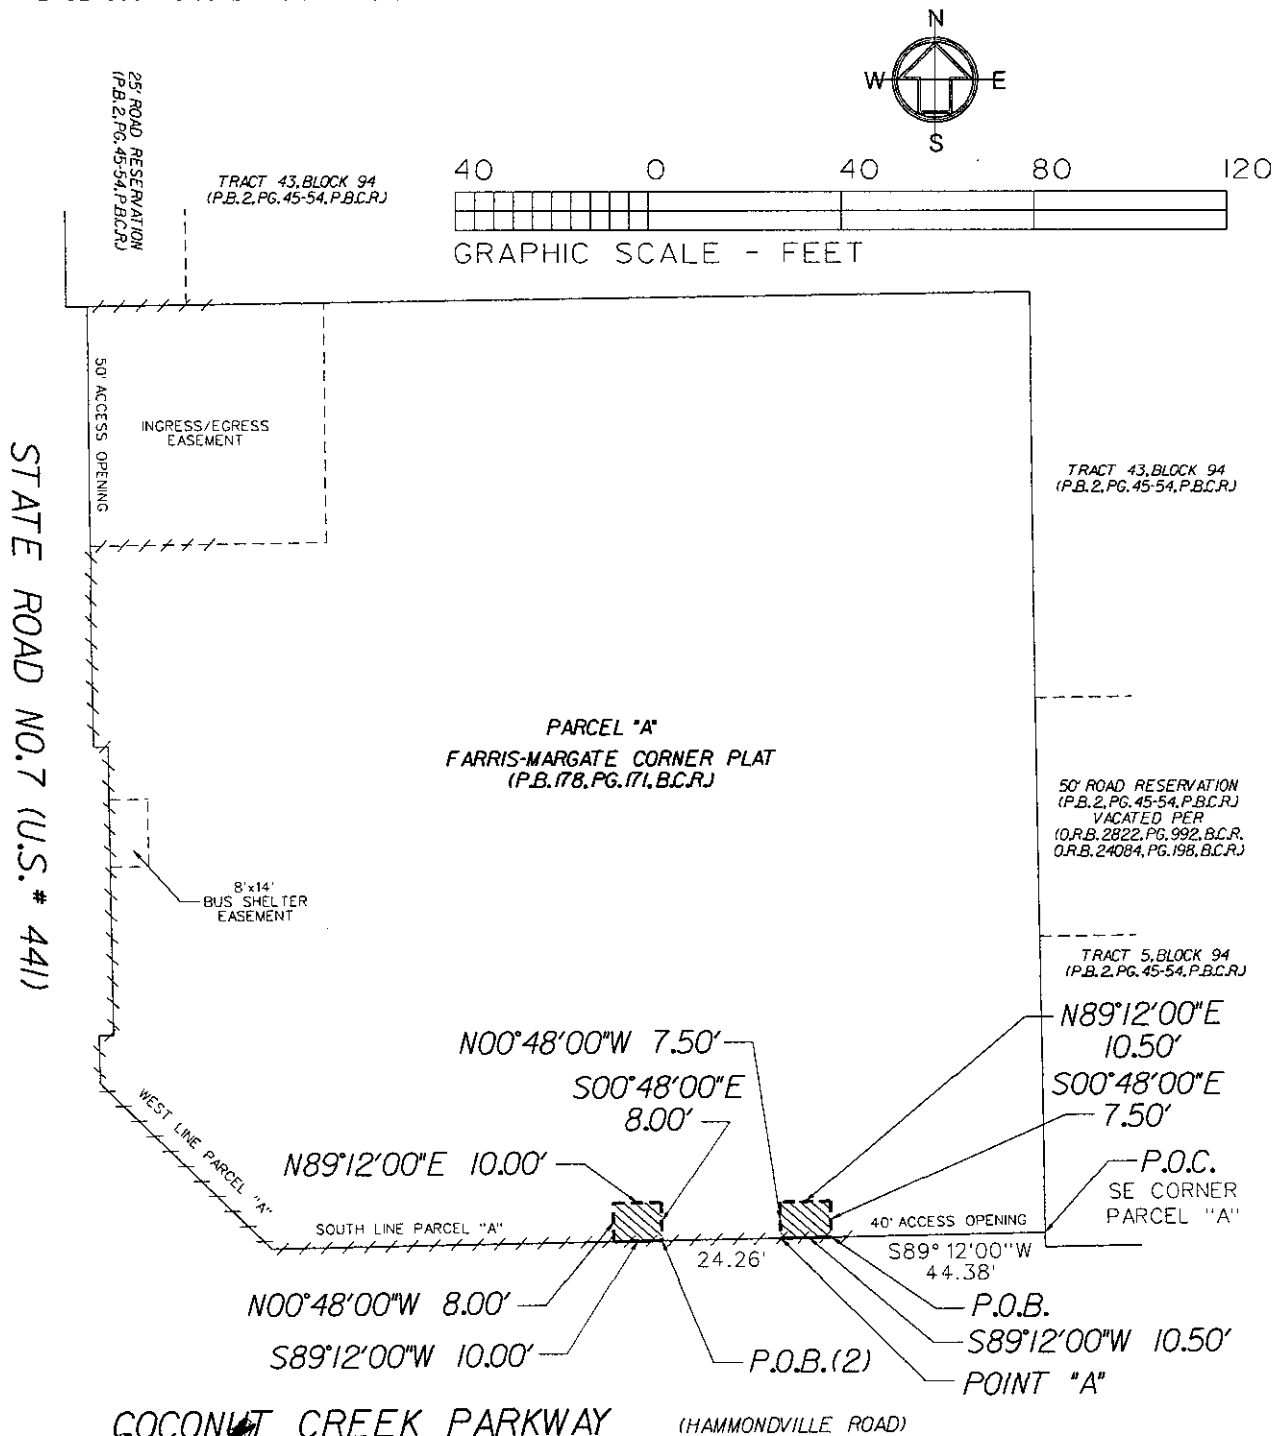 N
W E
S
40 0 40 80 120
GRAPHIC SCALE - FEET
25' ROAD RESERVATION
(P.B.2,PG.45-54,P.B.C.R.)
TRACT 43,BLOCK 94
(P.B.2,PG.45-54,P.B.C.R.)
50' ACCESS OPENING
INGRESS/EGRESS
EASEMENT
STATE ROAD NO.7 (U.S.# 441)
TRACT 43,BLOCK 94
(P.B.2,PG.45-54,P.B.C.R.)
PARCEL "A"
FARRIS-MARGATE CORNER PLAT
(P.B.178,PG.171,B.C.R.)
50' ROAD RESERVATION
(P.B.2,PG.45-54,P.B.C.R.)
VACATED PER
(O.R.B.2822,PG.992,B.C.R.
O.R.B.24084,PG.198,B.C.R.)
8'x14'
BUS SHELTER
EASEMENT
TRACT 5,BLOCK 94
(P.B.2,PG.45-54,P.B.C.R.)
N00°48'00"W 7.50'
N89°12'00"E
10.50'
S00°48'00"E
8.00'
S00°48'00"E
7.50'
WEST LINE PARCEL "A"
N89°12'00"E 10.00'
P.O.C.
SE CORNER
PARCEL "A"
SOUTH LINE PARCEL "A"
40' ACCESS OPENING
24.26'
S89°12'00"W
44.38'
N00°48'00"W 8.00'
P.O.B.
S89°12'00"W 10.00'
P.O.B.(2)
S89°12'00"W 10.50'
POINT "A"
COCONUT CREEK PARKWAY (HAMMONDVILLE ROAD)